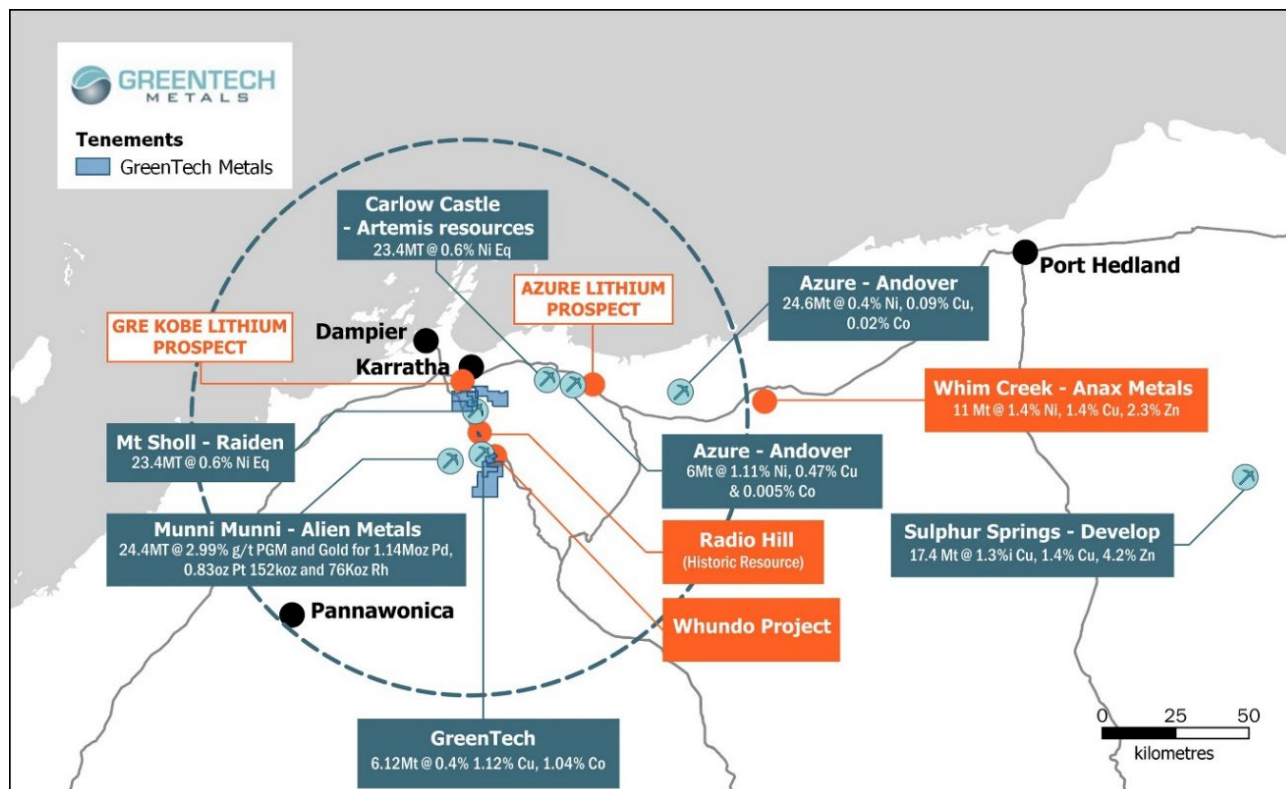 GREENTECH
METALS
Tenements
GreenTech Metals
Carlow Castle
- Artemis resources
23.4MT @ 0.6% Ni Eq
AZURE LITHIUM
PROSPECT
Azure - Andover
24.6Mt @ 0.4% Ni, 0.09% Cu,
0.02% Co
Port Hedland
GRE KOBE LITHIUM
PROSPECT
Dampier
Karratha
Whim Creek - Anax Metals
11 Mt @ 1.4% Ni, 1.4% Cu, 2.3% Zn
Mt Sholl - Raiden
23.4MT @ 0.6% Ni Eq
Azure - Andover
6Mt @ 1.11% Ni, 0.47% Cu
& 0.005% Co
Munni Munni - Alien Metals
24.4MT @ 2.99% g/t PGM and Gold for 1.14Moz Pd,
0.83oz Pt 152koz and 76Koz Rh
Radio Hill
(Historic Resource)
Sulphur Springs - Develop
17.4 Mt @ 1.3%i Cu, 1.4% Cu, 4.2% Zn
Pannawonica
Whundo Project
GreenTech
6.12Mt @ 0.4% 1.12% Cu, 1.04% Co
0 25 50
kilometres